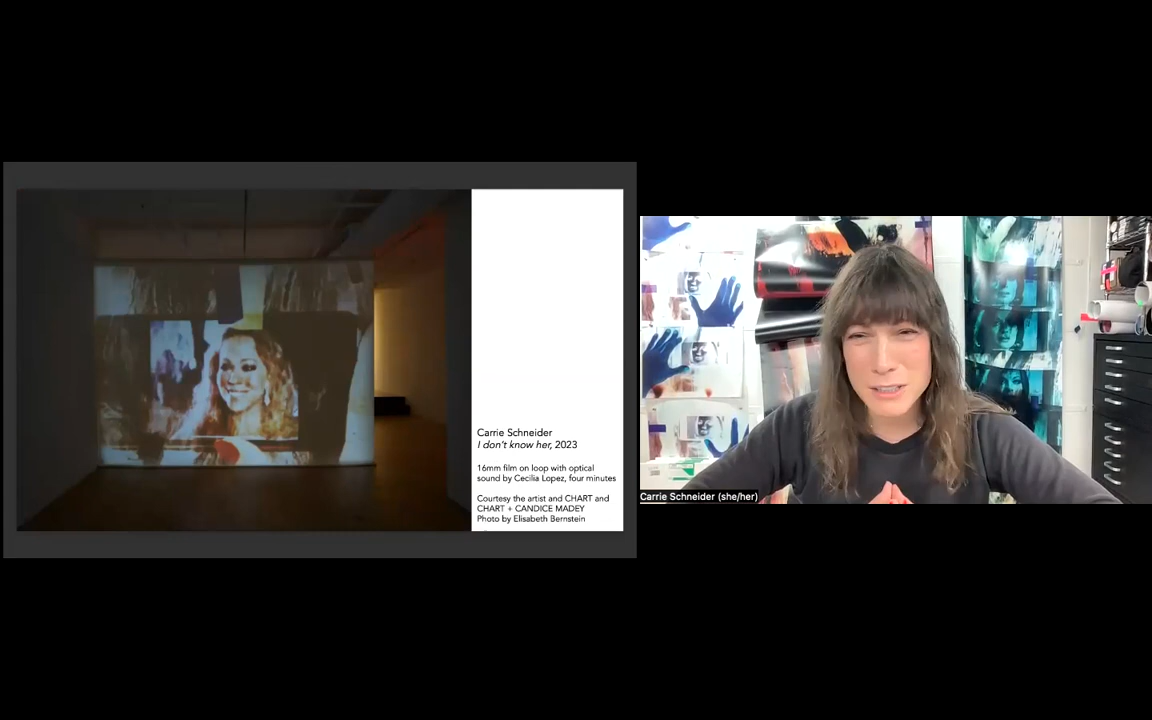 Carrie Schneider
I don't know her, 2023
16mm film on loop with optical
sound by Cecilia Lopez, four minutes
Courtesy the artist and CHART and
CHART + CANDICE MADEY
Photo by Elisabeth Bernstein
Carrie Schneider (she/her)